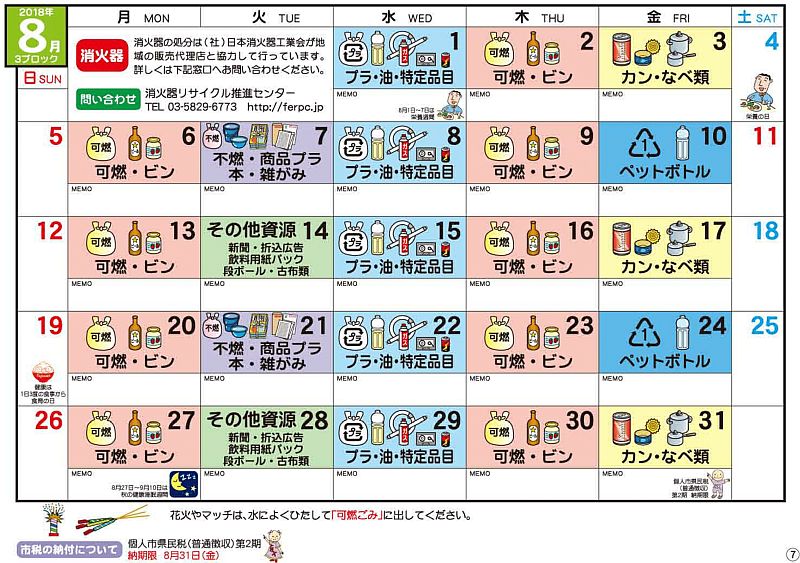 2018年
8月
3ブロック
月 MON
火 TUE
水 WED
木 THU
金 FRI
土 SAT
日 SUN
消火器
消火器の処分は(社)日本消火器工業会が地
域の販売代理店と協力して行っています。
詳しくは下記窓口へお問い合わせください。
問い合わせ
消火器リサイクル推進センター
TEL 03-5829-6773 http://ferpc.jp/
プラ 1
プラ・油・特定品目
MEMO
8月1日~7日は
栄養週間
可燃 2
可燃・ビン
MEMO
3
カン・なべ類
MEMO
4
栄養の日
5
可燃 6
可燃・ビン
MEMO
不燃 7
不燃・商品プラ
本・雑がみ
MEMO
プラ 8
プラ・油・特定品目
MEMO
可燃 9
可燃・ビン
MEMO
1 10
ペットボトル
MEMO
11
12
可燃 13
可燃・ビン
MEMO
その他資源 14
新聞・折込広告
飲料用紙パック
段ボール・古布類
MEMO
プラ 15
プラ・油・特定品目
MEMO
可燃 16
可燃・ビン
MEMO
17
カン・なべ類
MEMO
18
19
健康は
1日3度の食事から
食育の日
可燃 20
可燃・ビン
MEMO
不燃 21
不燃・商品プラ
本・雑がみ
MEMO
プラ 22
プラ・油・特定品目
MEMO
可燃 23
可燃・ビン
MEMO
1 24
ペットボトル
MEMO
25
26
可燃 27
可燃・ビン
MEMO
8月27日~9月10日は
秋の健康睡眠週間
その他資源 28
新聞・折込広告
飲料用紙パック
段ボール・古布類
MEMO
プラ 29
プラ・油・特定品目
MEMO
可燃 30
可燃・ビン
MEMO
31
カン・なべ類
MEMO
個人市県民税
(普通徴収)
第2期 納期限
花火やマッチは、水によくひたして「可燃ごみ」に出してください。
市税の納付について
個人市県民税(普通徴収)第2期
納期限 8月31日(金)
⑦